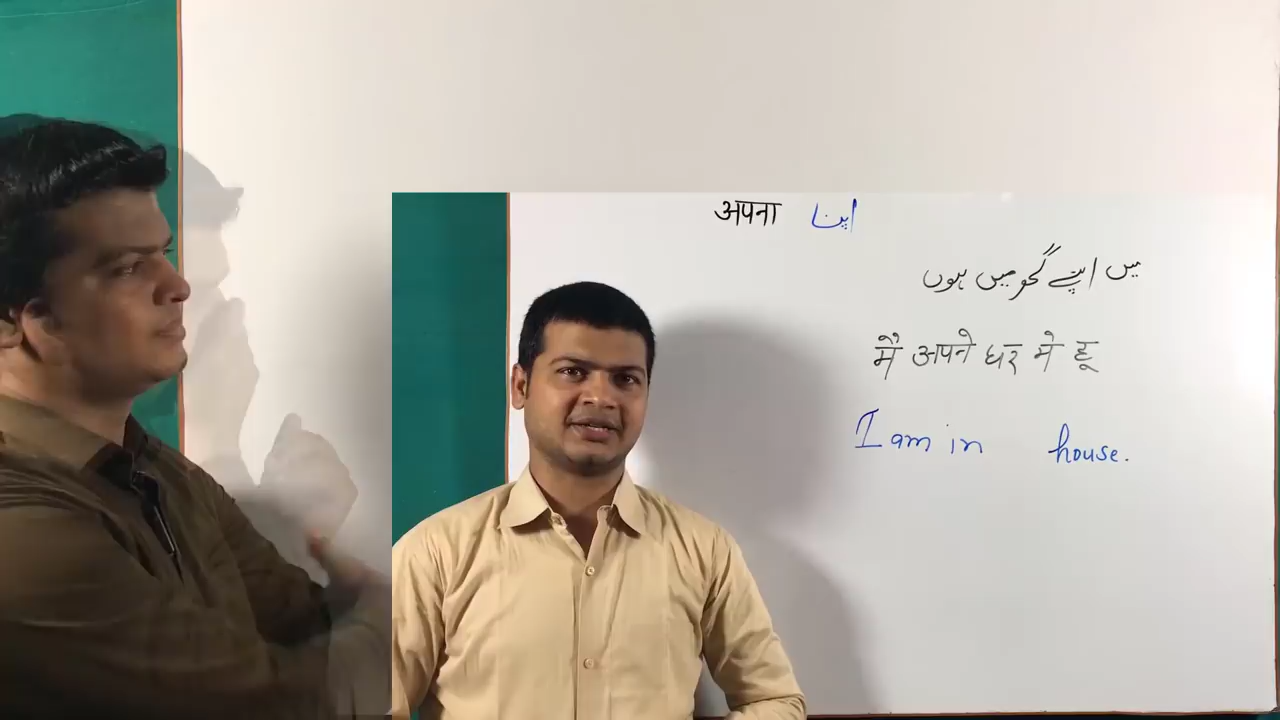 अपना اپنا
میں اپنے گھر میں ہوں
मैं अपने घर मे हू
I am in house.